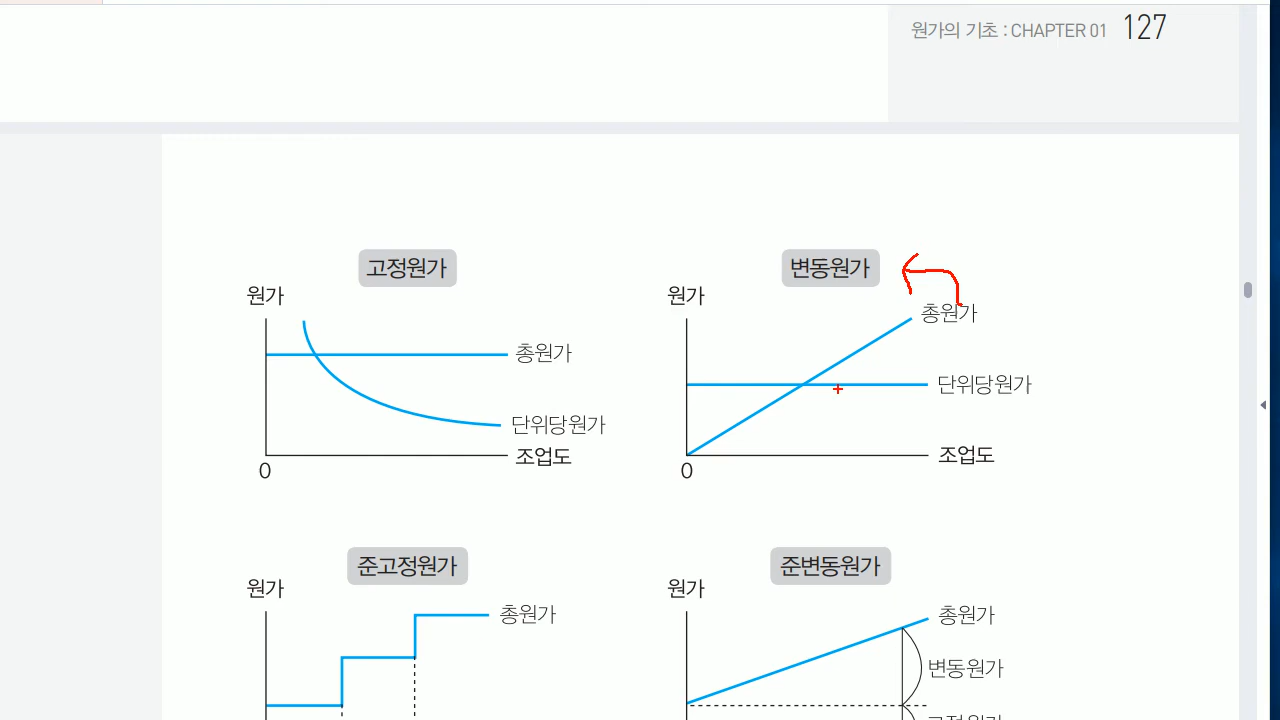 원가의 기초 : CHAPTER 01 127
고정원가
원가
총원가
단위당원가
조업도
0
변동원가
원가
총원가
단위당원가
조업도
0
준고정원가
원가
총원가
준변동원가
원가
총원가
변동원가